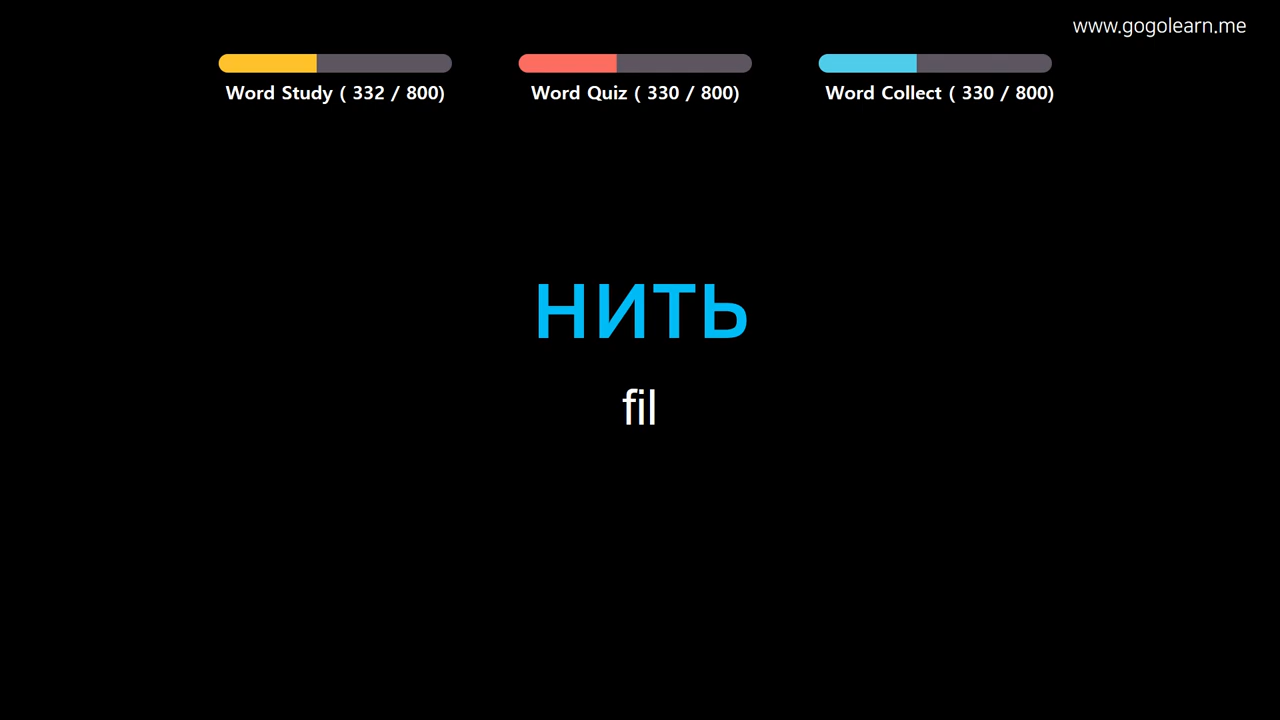 www.gogolearn.me
Word Study ( 332 / 800)
Word Quiz ( 330 / 800)
Word Collect ( 330 / 800)
нить
fil